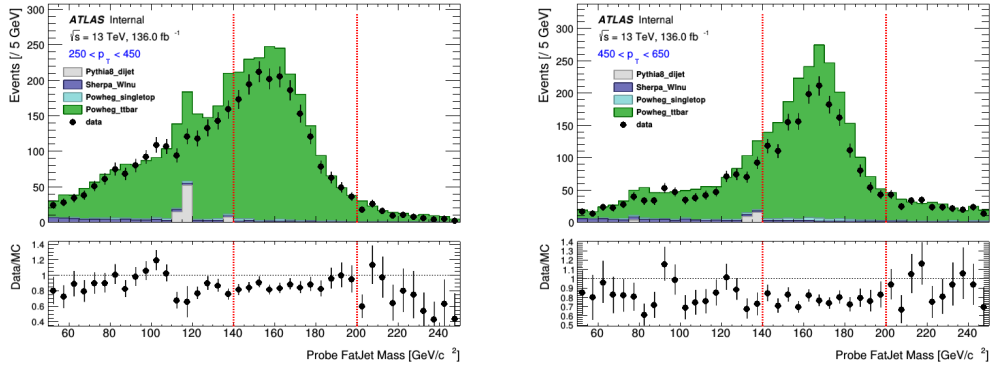 ATLAS Internal
√s = 13 TeV, 136.0 fb⁻¹
250 < p_T < 450
Pythia8_dijet
Sherpa_Wlnu
Powheg_singletop
Powheg_ttbar
data
Events [/ 5 GeV]
300
250
200
150
100
50
0
Data/MC
1.4
1.2
1
0.8
0.6
0.4
60 80 100 120 140 160 180 200 220 240
Probe FatJet Mass [GeV/c²]
ATLAS Internal
√s = 13 TeV, 136.0 fb⁻¹
450 < p_T < 650
Pythia8_dijet
Sherpa_Wlnu
Powheg_singletop
Powheg_ttbar
data
Events [/ 5 GeV]
350
300
250
200
150
100
50
0
Data/MC
1.4
1.3
1.2
1.1
1
0.9
0.8
0.7
0.6
0.5
60 80 100 120 140 160 180 200 220 240
Probe FatJet Mass [GeV/c²]